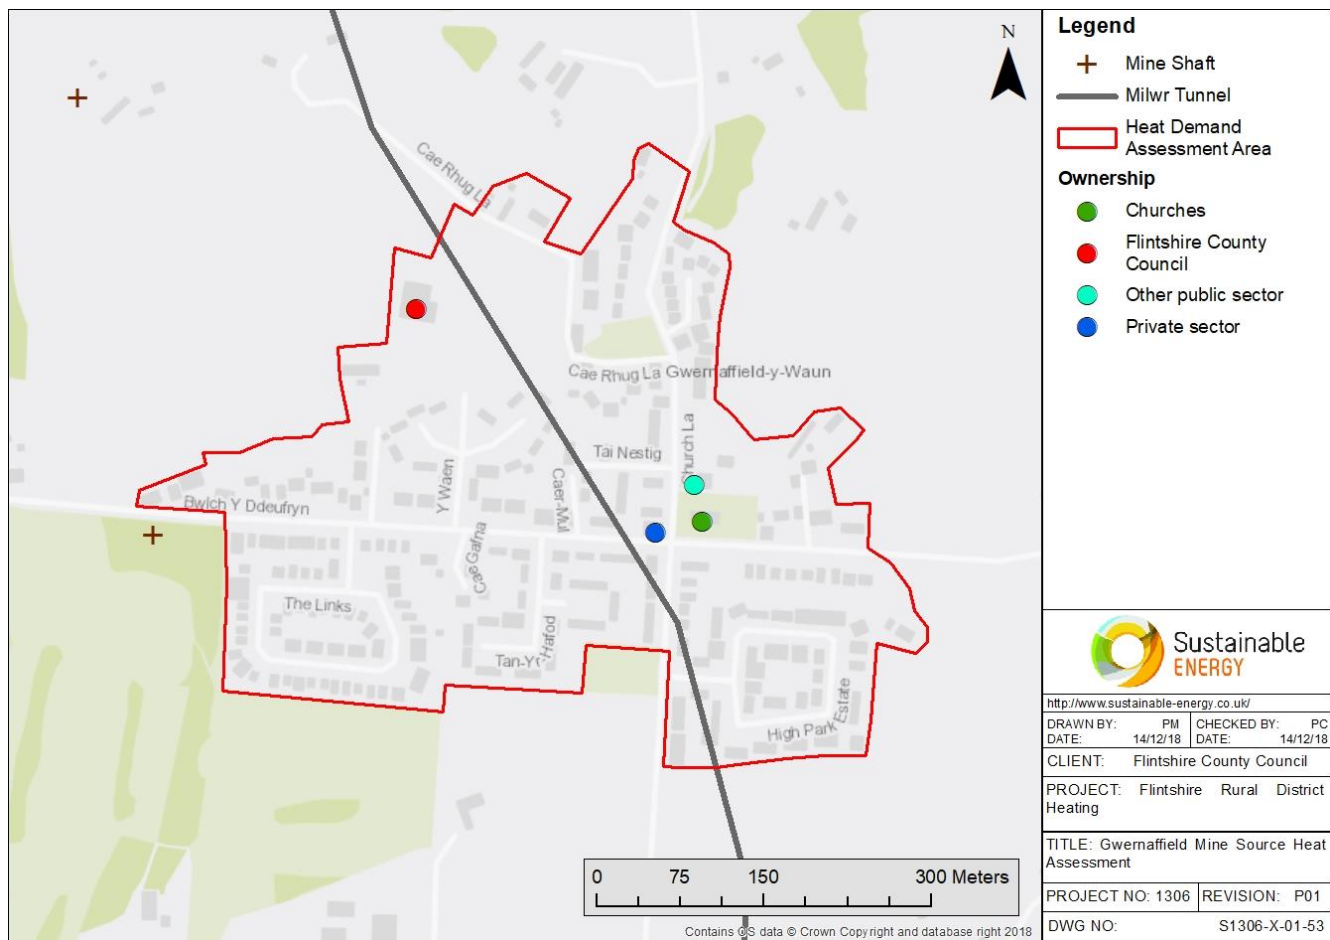 N
Cae Rhug La
Cae Rhug La Gwernaffield-y-Waun
Church La
Tai Nestig
Y Waen
Caer-Mul
Bwlch Y Ddeufryn
Cae Gafna
The Links
Tan-Yr-Hafod
High Park Estate
0 75 150 300 Meters
Contains OS data © Crown Copyright and database right 2018
Legend
Mine Shaft
Milwr Tunnel
Heat Demand
Assessment Area
Ownership
Churches
Flintshire County
Council
Other public sector
Private sector
Sustainable
ENERGY
http://www.sustainable-energy.co.uk/
DRAWN BY: PM CHECKED BY: PC
DATE: 14/12/18 DATE: 14/12/18
CLIENT: Flintshire County Council
PROJECT: Flintshire Rural District
Heating
TITLE: Gwernaffield Mine Source Heat
Assessment
PROJECT NO: 1306 REVISION: P01
DWG NO: S1306-X-01-53